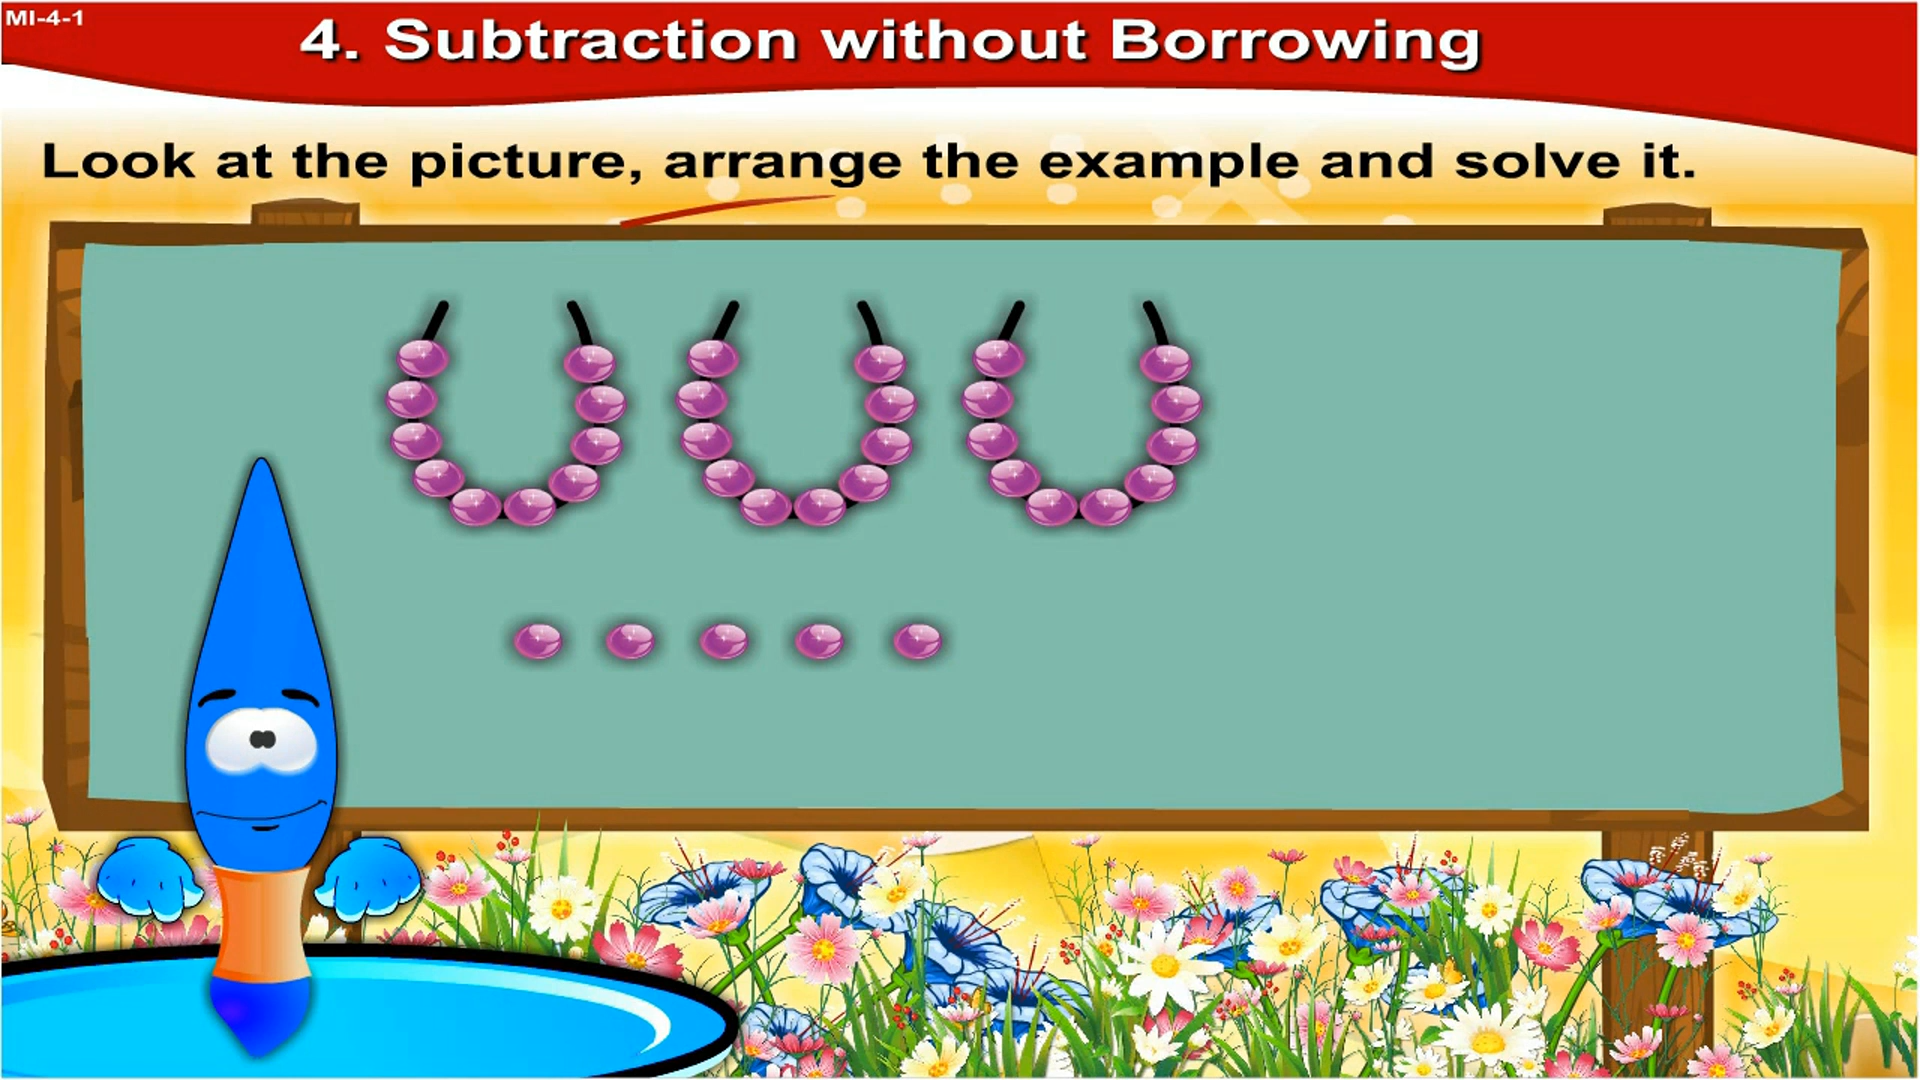 MI-4-1
4. Subtraction without Borrowing
Look at the picture, arrange the example and solve it.